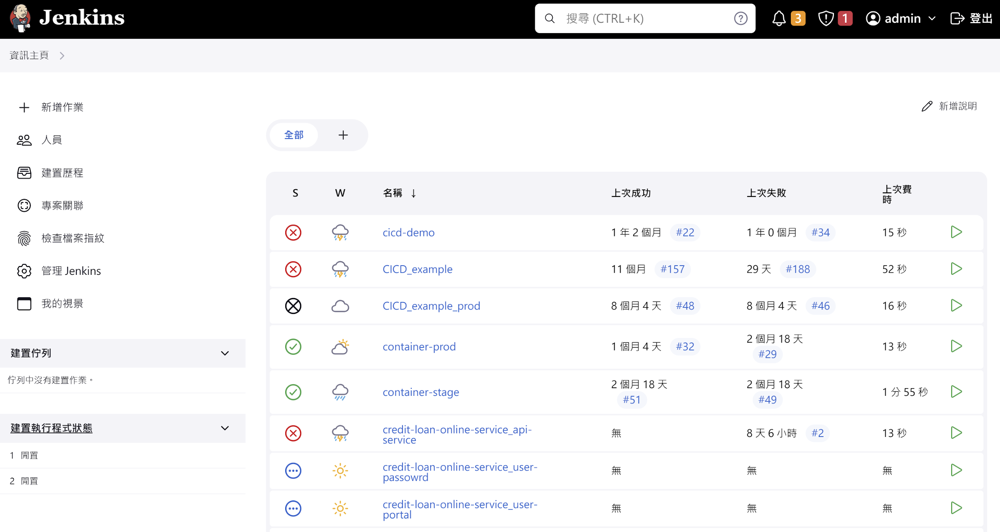 Jenkins
搜尋 (CTRL+K)
3
1
admin
登出
資訊主頁
新增作業
人員
建置歷程
專案關聯
檢查檔案指紋
管理 Jenkins
我的視景
建置佇列
佇列中沒有建置作業。
建置執行程式狀態
1 閒置
2 閒置
新增說明
全部
S W 名稱 ↓ 上次成功 上次失敗 上次費
時
cicd-demo 1 年 2 個月 #22 1 年 0 個月 #34 15 秒
CICD_example 11 個月 #157 29 天 #188 52 秒
CICD_example_prod 8 個月 4 天 #48 8 個月 4 天 #46 16 秒
container-prod 1 個月 4 天 #32 2 個月 18 天
#29 13 秒
container-stage 2 個月 18 天
#51 2 個月 18 天
#49 1 分 55 秒
credit-loan-online-service_api-
service 無 8 天 6 小時 #2 13 秒
credit-loan-online-service_user-
passowrd 無 無 無
credit-loan-online-service_user-
portal 無 無 無